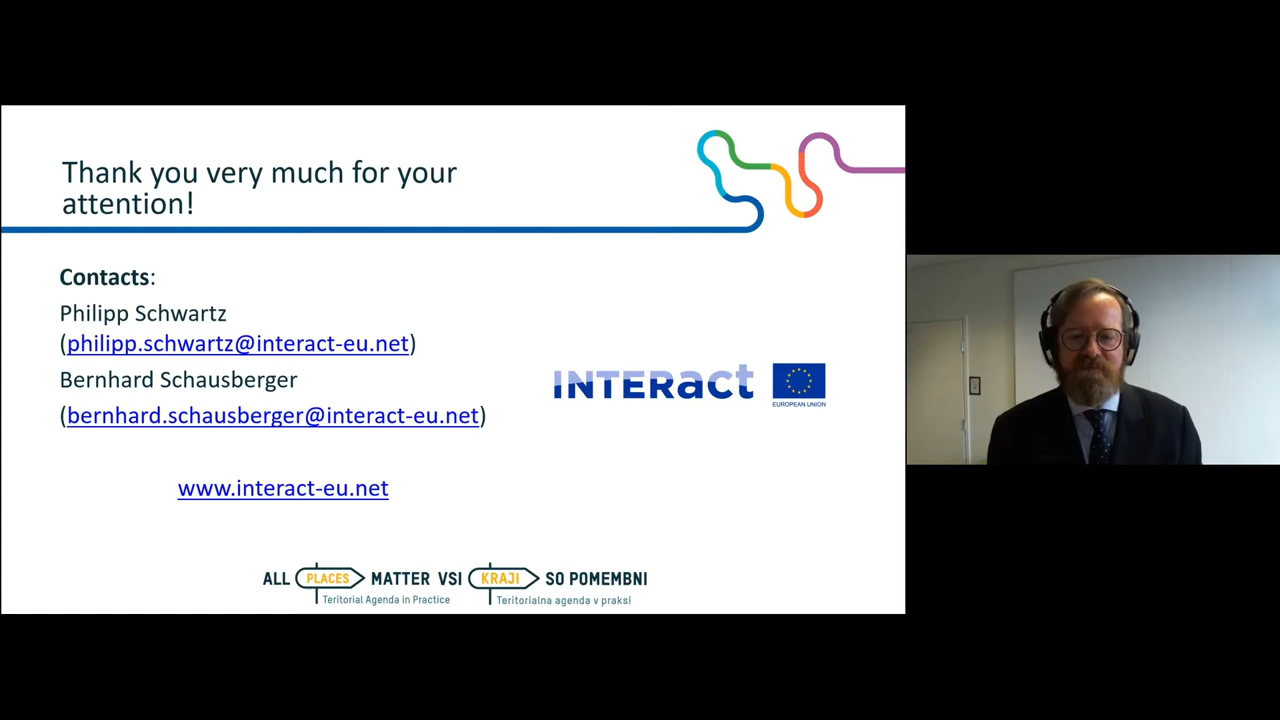 Thank you very much for your
attention!
Contacts:
Philipp Schwartz
(philipp.schwartz@interact-eu.net)
Bernhard Schausberger
(bernhard.schausberger@interact-eu.net)
INTERact
EUROPEAN UNION
www.interact-eu.net
ALL PLACES MATTER VSI KRAJI SO POMEMBNI
Teritorial Agenda in Practice Teritorialna agenda v praksi